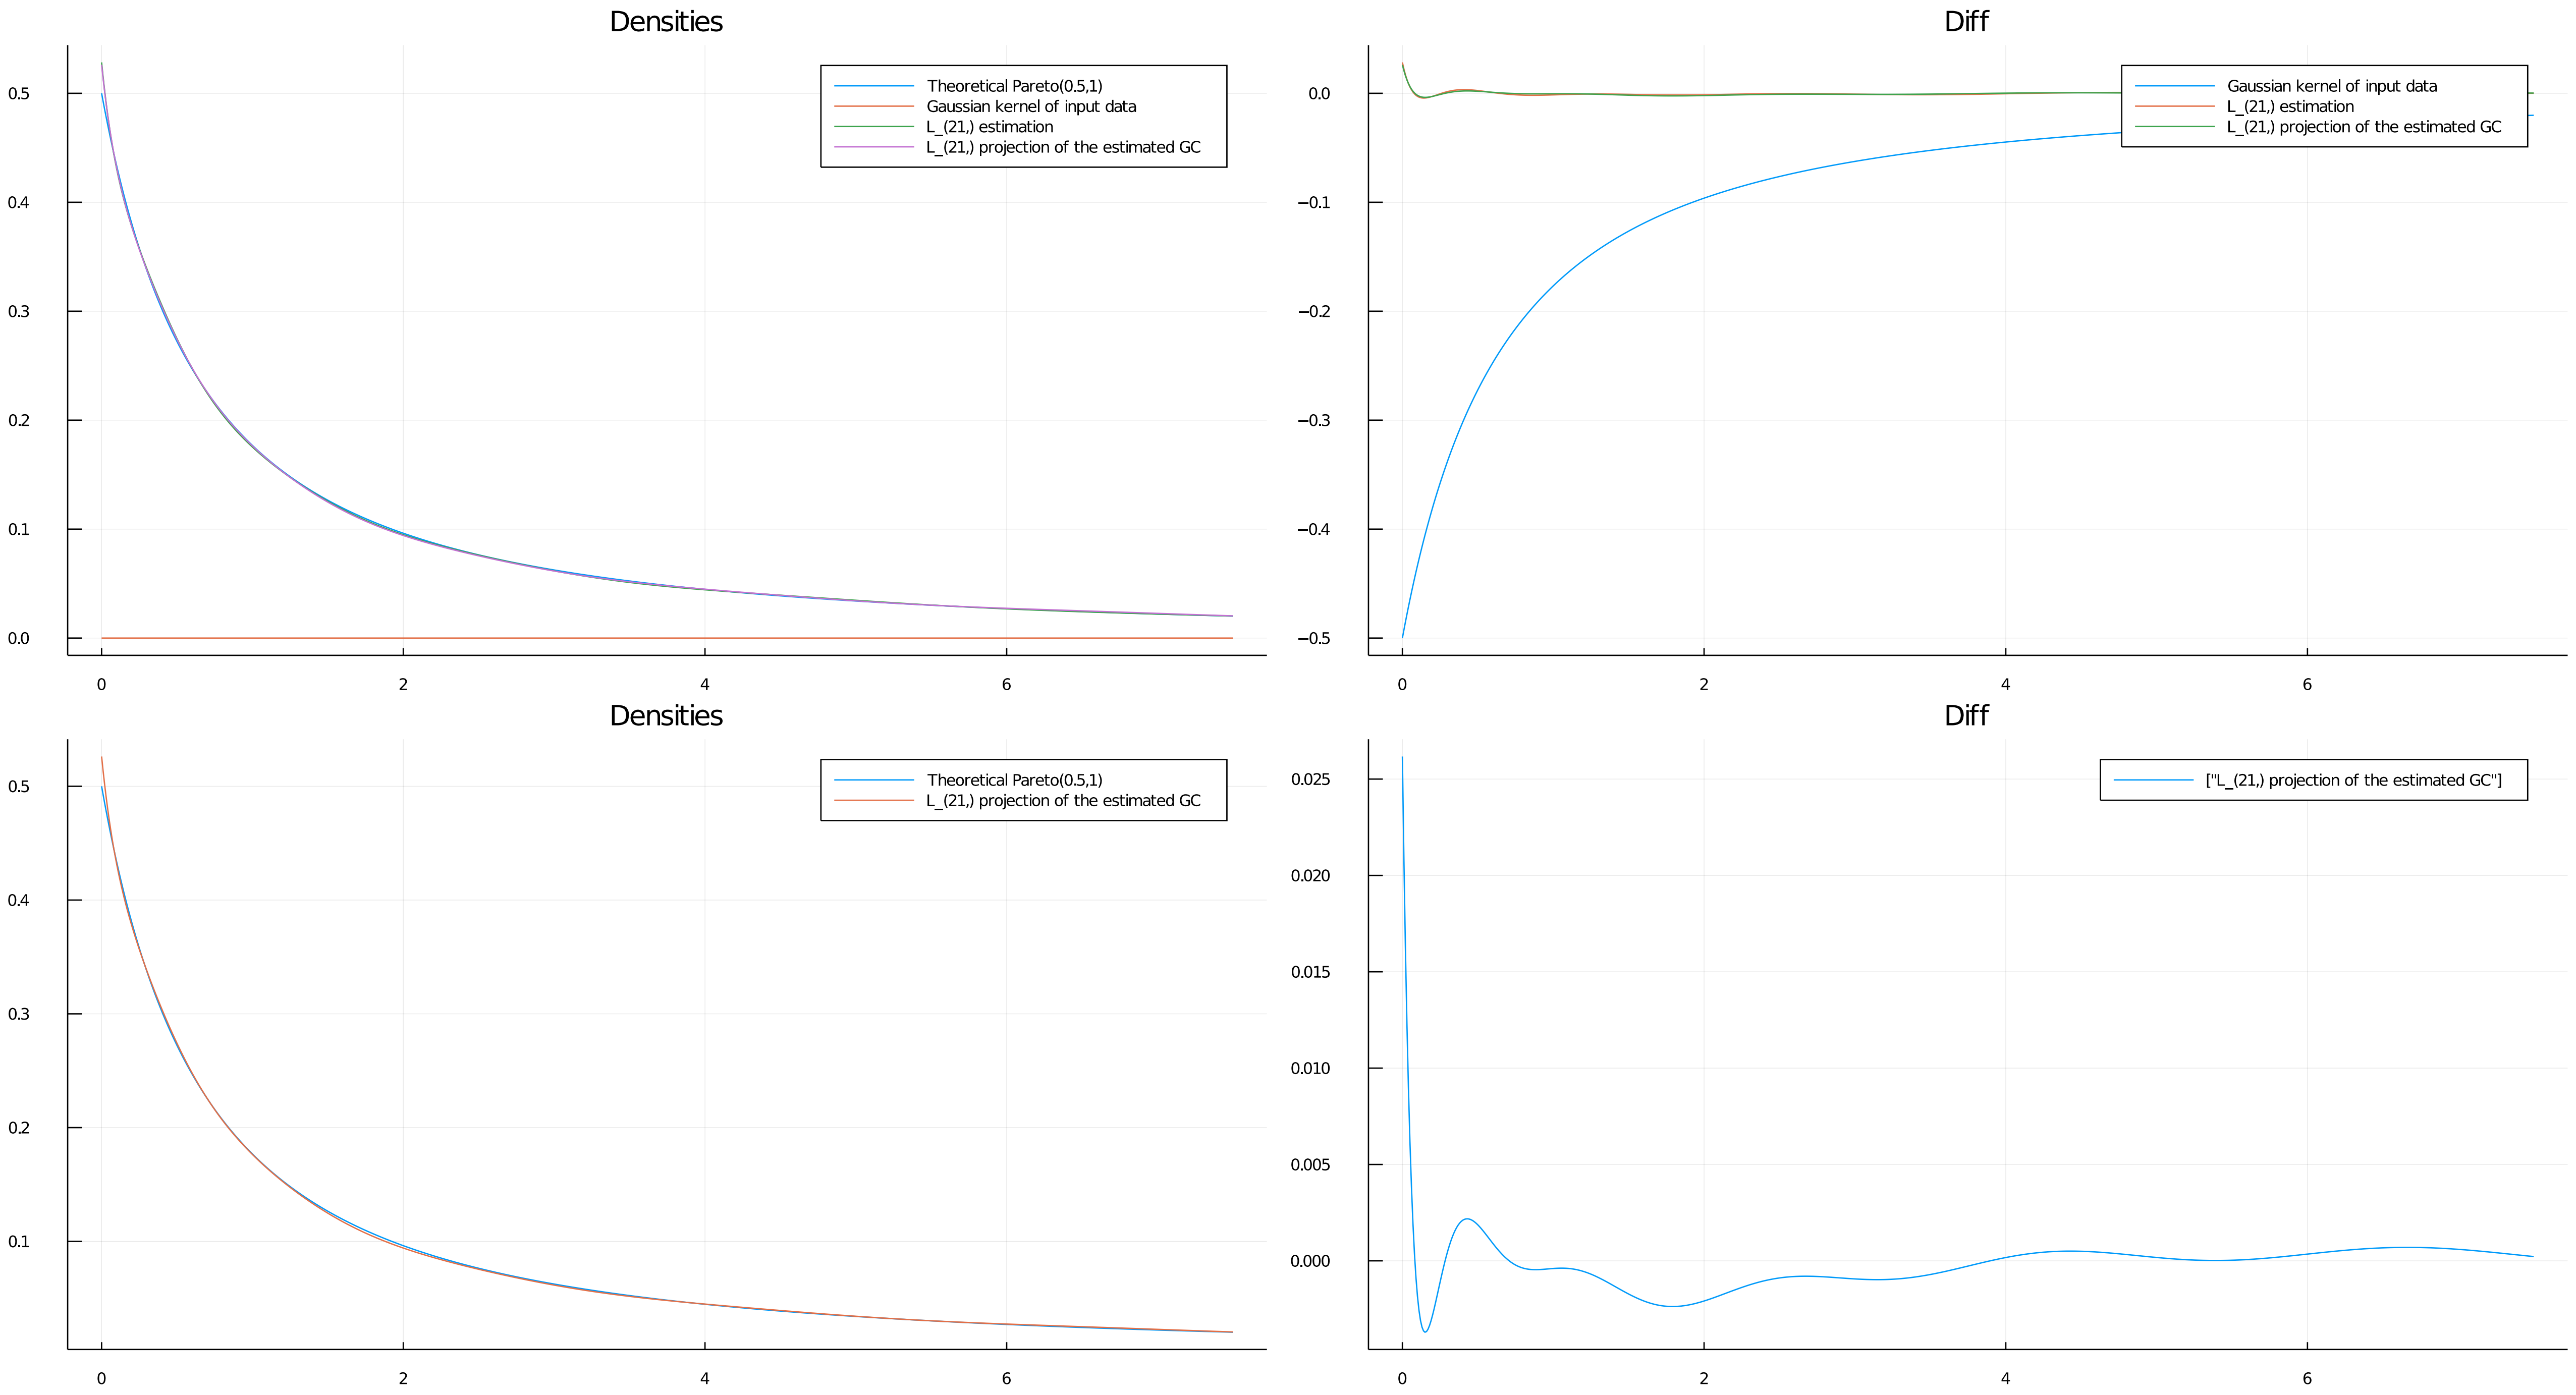 Densities
0.5
0.4
0.3
0.2
0.1
0.0
0 2 4 6
Theoretical Pareto(0.5,1)
Gaussian kernel of input data
L_(21,) estimation
L_(21,) projection of the estimated GC
Diff
0.0
−0.1
−0.2
−0.3
−0.4
−0.5
0 2 4 6
Gaussian kernel of input data
L_(21,) estimation
L_(21,) projection of the estimated GC
Densities
0.5
0.4
0.3
0.2
0.1
0 2 4 6
Theoretical Pareto(0.5,1)
L_(21,) projection of the estimated GC
Diff
0.025
0.020
0.015
0.010
0.005
0.000
0 2 4 6
["L_(21,) projection of the estimated GC"]